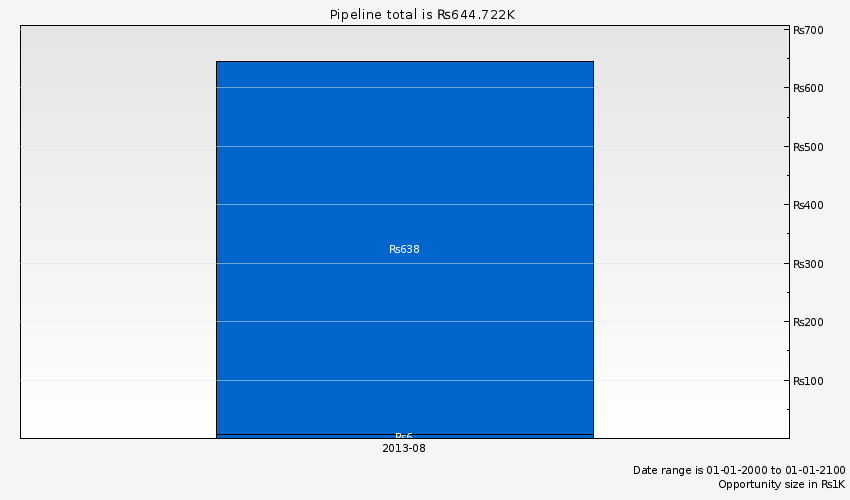 Pipeline total is Rs644.722K
Rs700
Rs600
Rs500
Rs400
Rs300
Rs200
Rs100
Rs638
Rs6
2013-08
Date range is 01-01-2000 to 01-01-2100
Opportunity size in Rs1K